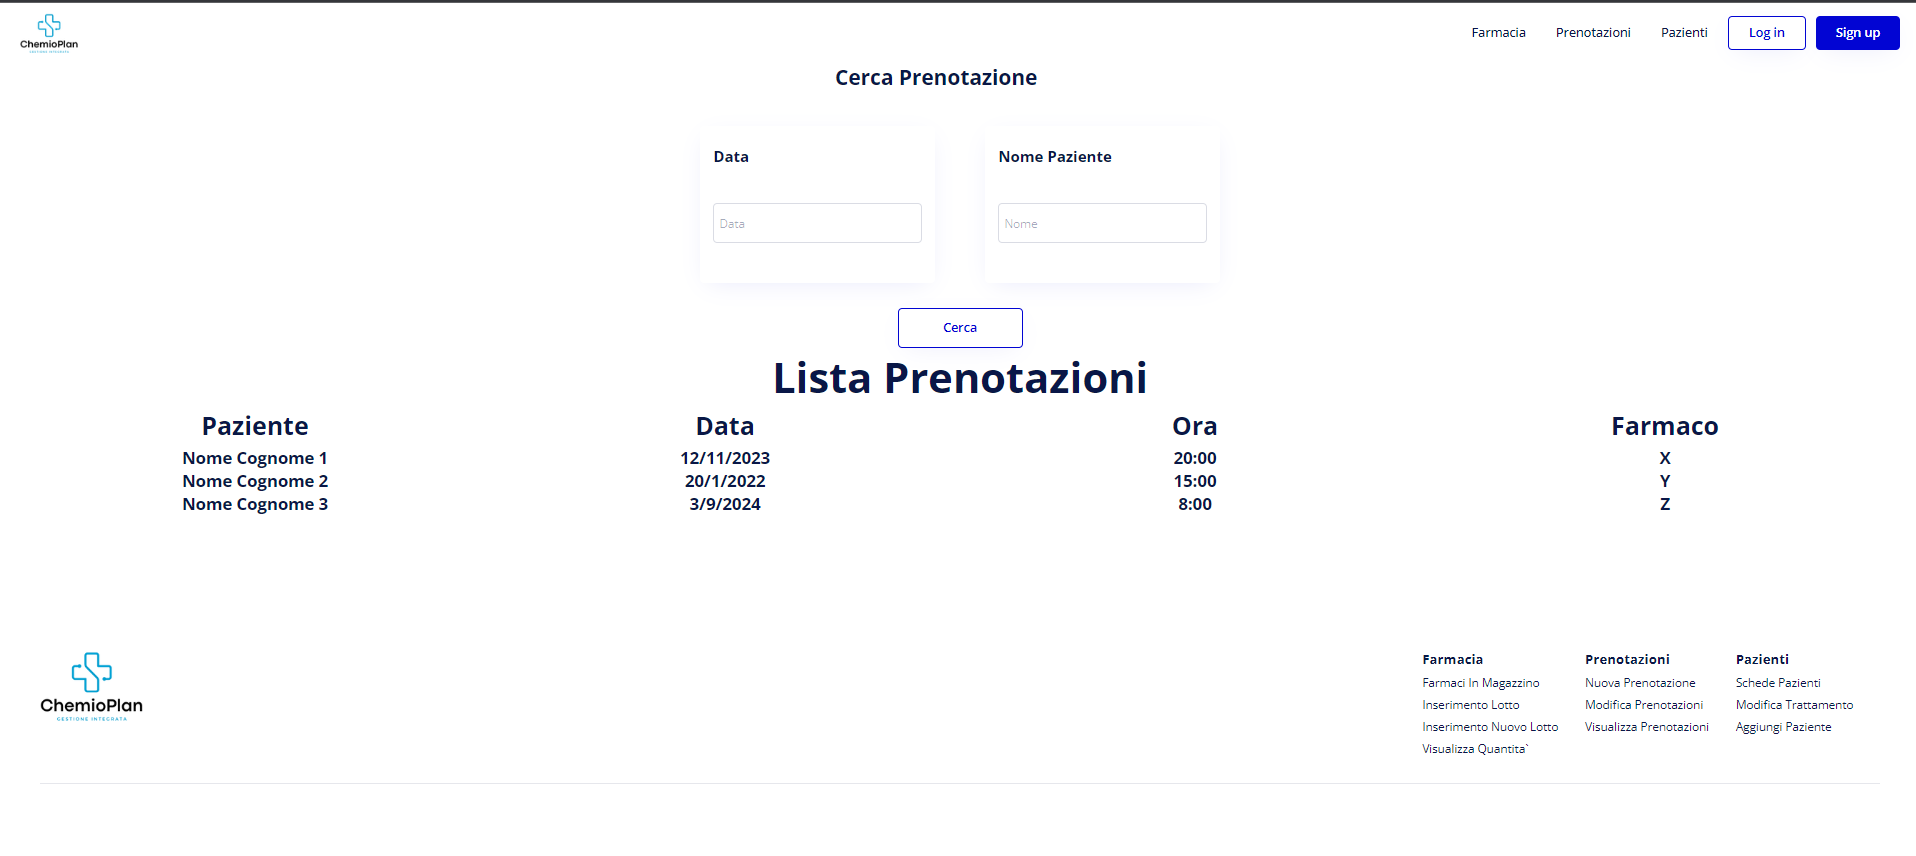 ChemioPlan
GESTIONE INTEGRATA
Farmacia Prenotazioni Pazienti Log in Sign up
Cerca Prenotazione
Data Nome Paziente
Data Nome
Cerca
Lista Prenotazioni
Paziente Data Ora Farmaco
Nome Cognome 1 12/11/2023 20:00 X
Nome Cognome 2 20/1/2022 15:00 Y
Nome Cognome 3 3/9/2024 8:00 Z
ChemioPlan
GESTIONE INTEGRATA
Farmacia
Farmaci In Magazzino
Inserimento Lotto
Inserimento Nuovo Lotto
Visualizza Quantita`
Prenotazioni
Nuova Prenotazione
Modifica Prenotazioni
Visualizza Prenotazioni
Pazienti
Schede Pazienti
Modifica Trattamento
Aggiungi Paziente